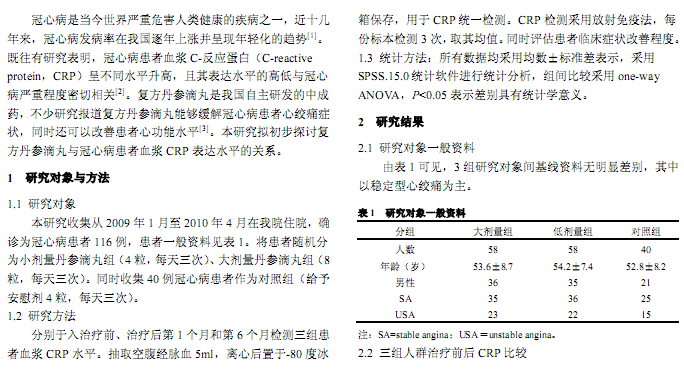 冠心病是当今世界严重危害人类健康的疾病之一，近十几
年来，冠心病发病率在我国逐年上涨并呈现年轻化的趋势[1]。
既往有研究表明，冠心病患者血浆 C-反应蛋白（C-reactive
protein，CRP）呈不同水平升高，且其表达水平的高低与冠心
病严重程度密切相关[2]。复方丹参滴丸是我国自主研发的中成
药，不少研究报道复方丹参滴丸能够缓解冠心病患者心绞痛症
状，同时还可以改善患者心功能水平[3]。本研究拟初步探讨复
方丹参滴丸与冠心病患者血浆 CRP 表达水平的关系。
1 研究对象与方法
1.1 研究对象
本研究收集从 2009 年 1 月至 2010 年 4 月在我院住院，确
诊为冠心病患者 116 例，患者一般资料见表 1。将患者随机分
为小剂量丹参滴丸组（4 粒，每天三次）、大剂量丹参滴丸组（8
粒，每天三次）。同时收集 40 例冠心病患者作为对照组（给予
安慰剂 4 粒，每天三次）。
1.2 研究方法
分别于入治疗前、治疗后第 1 个月和第 6 个月检测三组患
者血浆 CRP 水平。抽取空腹经脉血 5ml，离心后置于-80 度冰
箱保存，用于 CRP 统一检测。CRP 检测采用放射免疫法，每
份标本检测 3 次，取其均值。同时评估患者临床症状改善程度。
1.3 统计方法：所有数据均采用均数±标准差表示，采用
SPSS.15.0 统计软件进行统计分析，组间比较采用 one-way
ANOVA，P<0.05 表示差别具有统计学意义。
2 研究结果
2.1 研究对象一般资料
由表 1 可见，3 组研究对象间基线资料无明显差别，其中
以稳定型心绞痛为主。
表 1 研究对象一般资料
分组 大剂量组 低剂量组 对照组
人数 58 58 40
年龄（岁） 53.6±8.7 54.2±7.4 52.8±8.2
男性 36 35 21
SA 35 36 25
USA 23 22 15
注：SA=stable angina；USA＝unstable angina。
2.2 三组人群治疗前后 CRP 比较